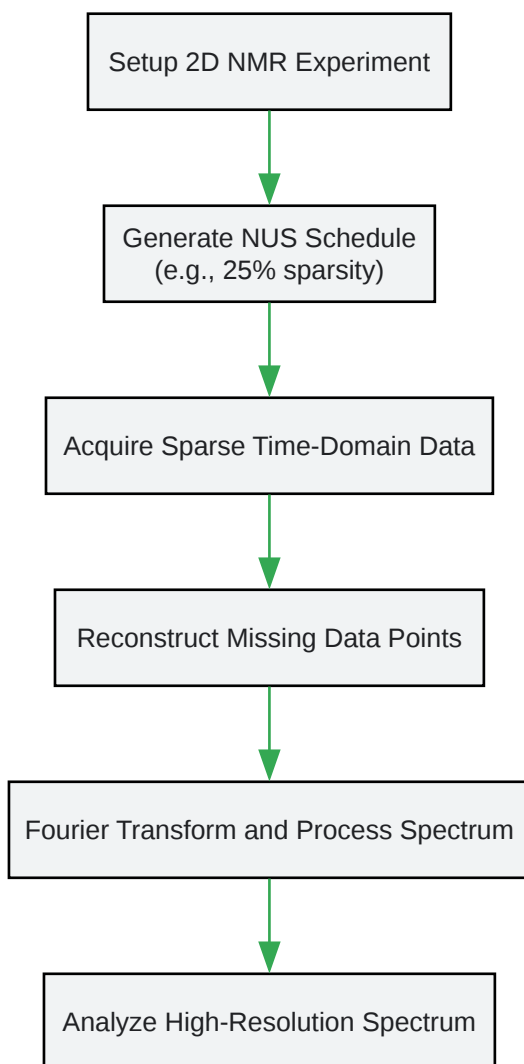 Setup 2D NMR Experiment
Generate NUS Schedule
(e.g., 25% sparsity)
Acquire Sparse Time-Domain Data
Reconstruct Missing Data Points
Fourier Transform and Process Spectrum
Analyze High-Resolution Spectrum